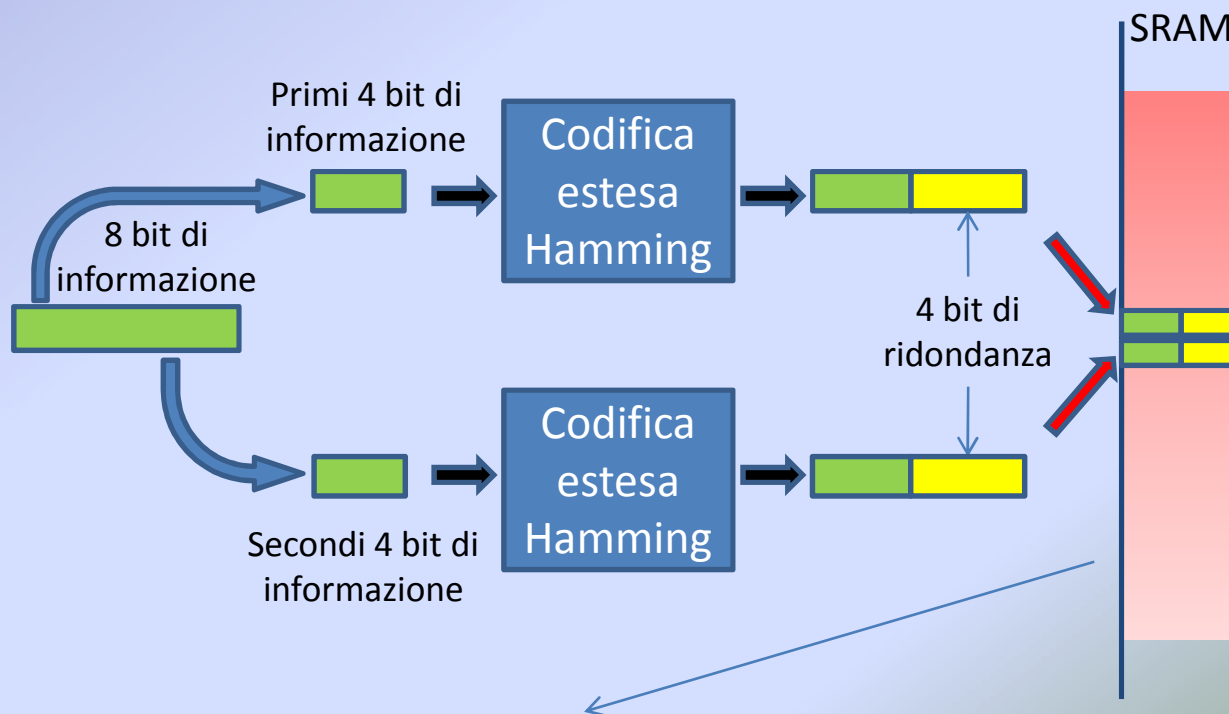 SRAM
Primi 4 bit di
informazione
Codifica
estesa
Hamming
8 bit di
informazione
4 bit di
ridondanza
Codifica
estesa
Hamming
Secondi 4 bit di
informazione